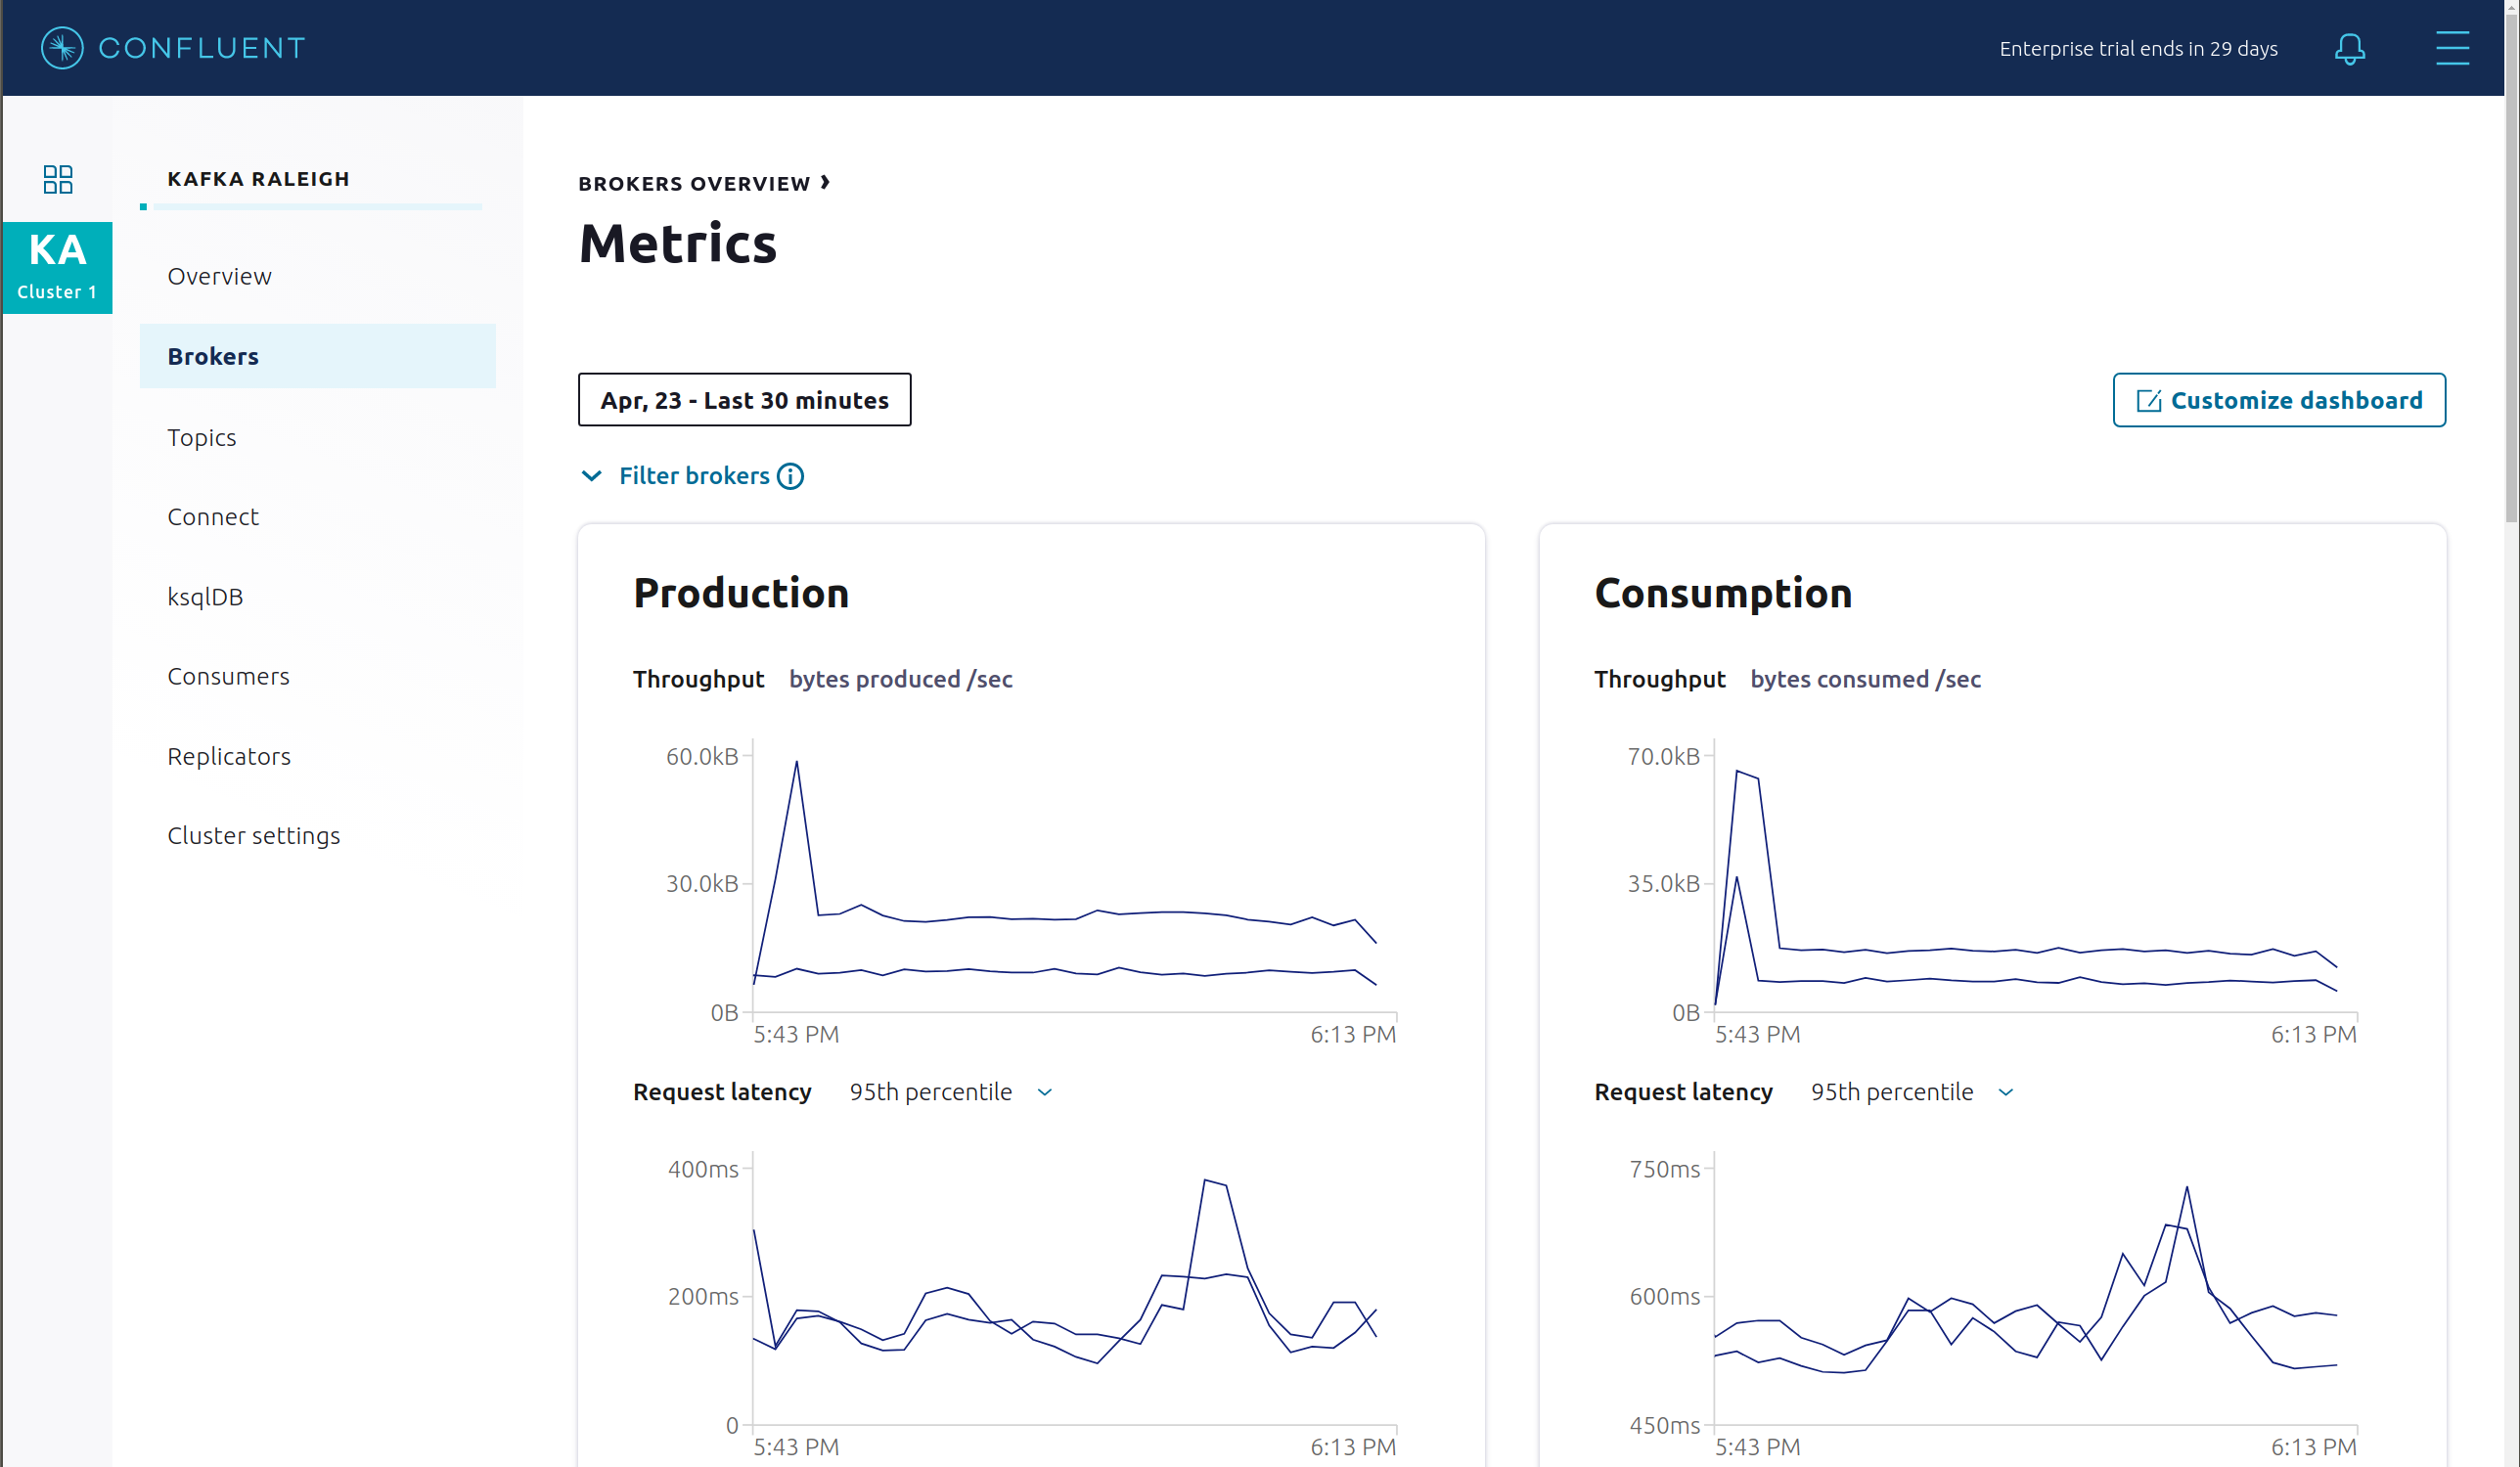 CONFLUENT
Enterprise trial ends in 29 days
KA
Cluster 1
KAFKA RALEIGH
Overview
Brokers
Topics
Connect
ksqlDB
Consumers
Replicators
Cluster settings
BROKERS OVERVIEW ›
Metrics
Apr, 23 - Last 30 minutes
Customize dashboard
Filter brokers
Production
Throughput bytes produced /sec
60.0kB
30.0kB
0B
5:43 PM 6:13 PM
Request latency 95th percentile
400ms
200ms
0
5:43 PM 6:13 PM
Consumption
Throughput bytes consumed /sec
70.0kB
35.0kB
0B
5:43 PM 6:13 PM
Request latency 95th percentile
750ms
600ms
450ms
5:43 PM 6:13 PM